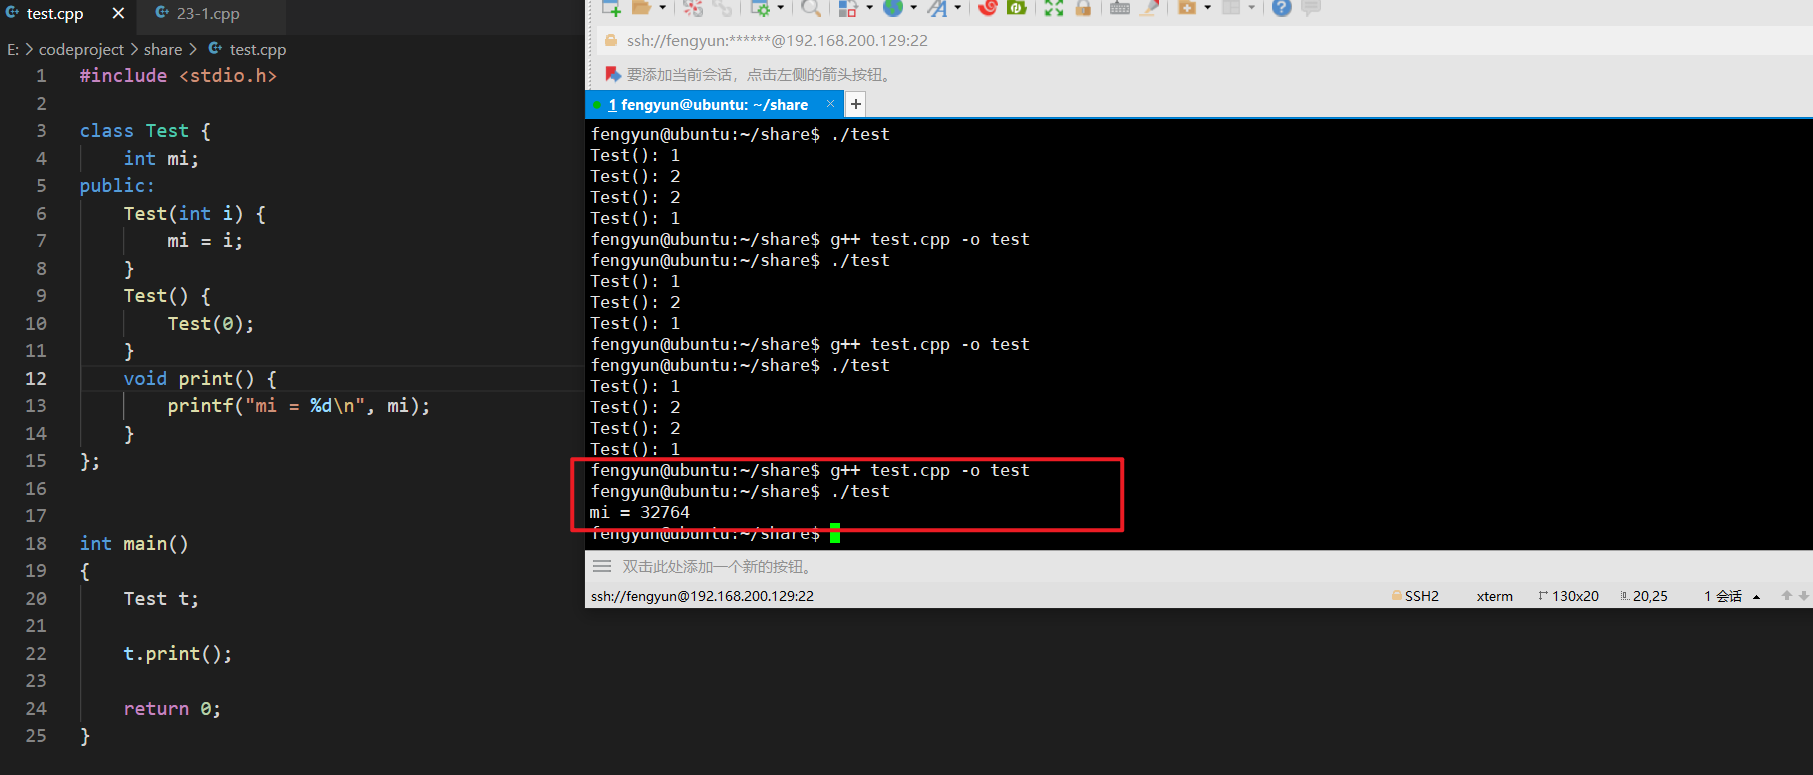 test.cpp
23-1.cpp
E: > codeproject > share > test.cpp
1 #include <stdio.h>
2
3 class Test {
4 int mi;
5 public:
6 Test(int i) {
7 mi = i;
8 }
9 Test() {
10 Test(0);
11 }
12 void print() {
13 printf("mi = %d\n", mi);
14 }
15 };
16
17
18 int main()
19 {
20 Test t;
21
22 t.print();
23
24 return 0;
25 }
ssh://fengyun:******@192.168.200.129:22
要添加当前会话，点击左侧的箭头按钮。
1 fengyun@ubuntu: ~/share
fengyun@ubuntu:~/share$ ./test
Test(): 1
Test(): 2
Test(): 2
Test(): 1
fengyun@ubuntu:~/share$ g++ test.cpp -o test
fengyun@ubuntu:~/share$ ./test
Test(): 1
Test(): 2
Test(): 1
fengyun@ubuntu:~/share$ g++ test.cpp -o test
fengyun@ubuntu:~/share$ ./test
Test(): 1
Test(): 2
Test(): 2
Test(): 1
fengyun@ubuntu:~/share$ g++ test.cpp -o test
fengyun@ubuntu:~/share$ ./test
mi = 32764
fengyun@ubuntu:~/share$
双击此处添加一个新的按钮。
ssh://fengyun@192.168.200.129:22
SSH2
xterm
130x20
20,25
1 会话